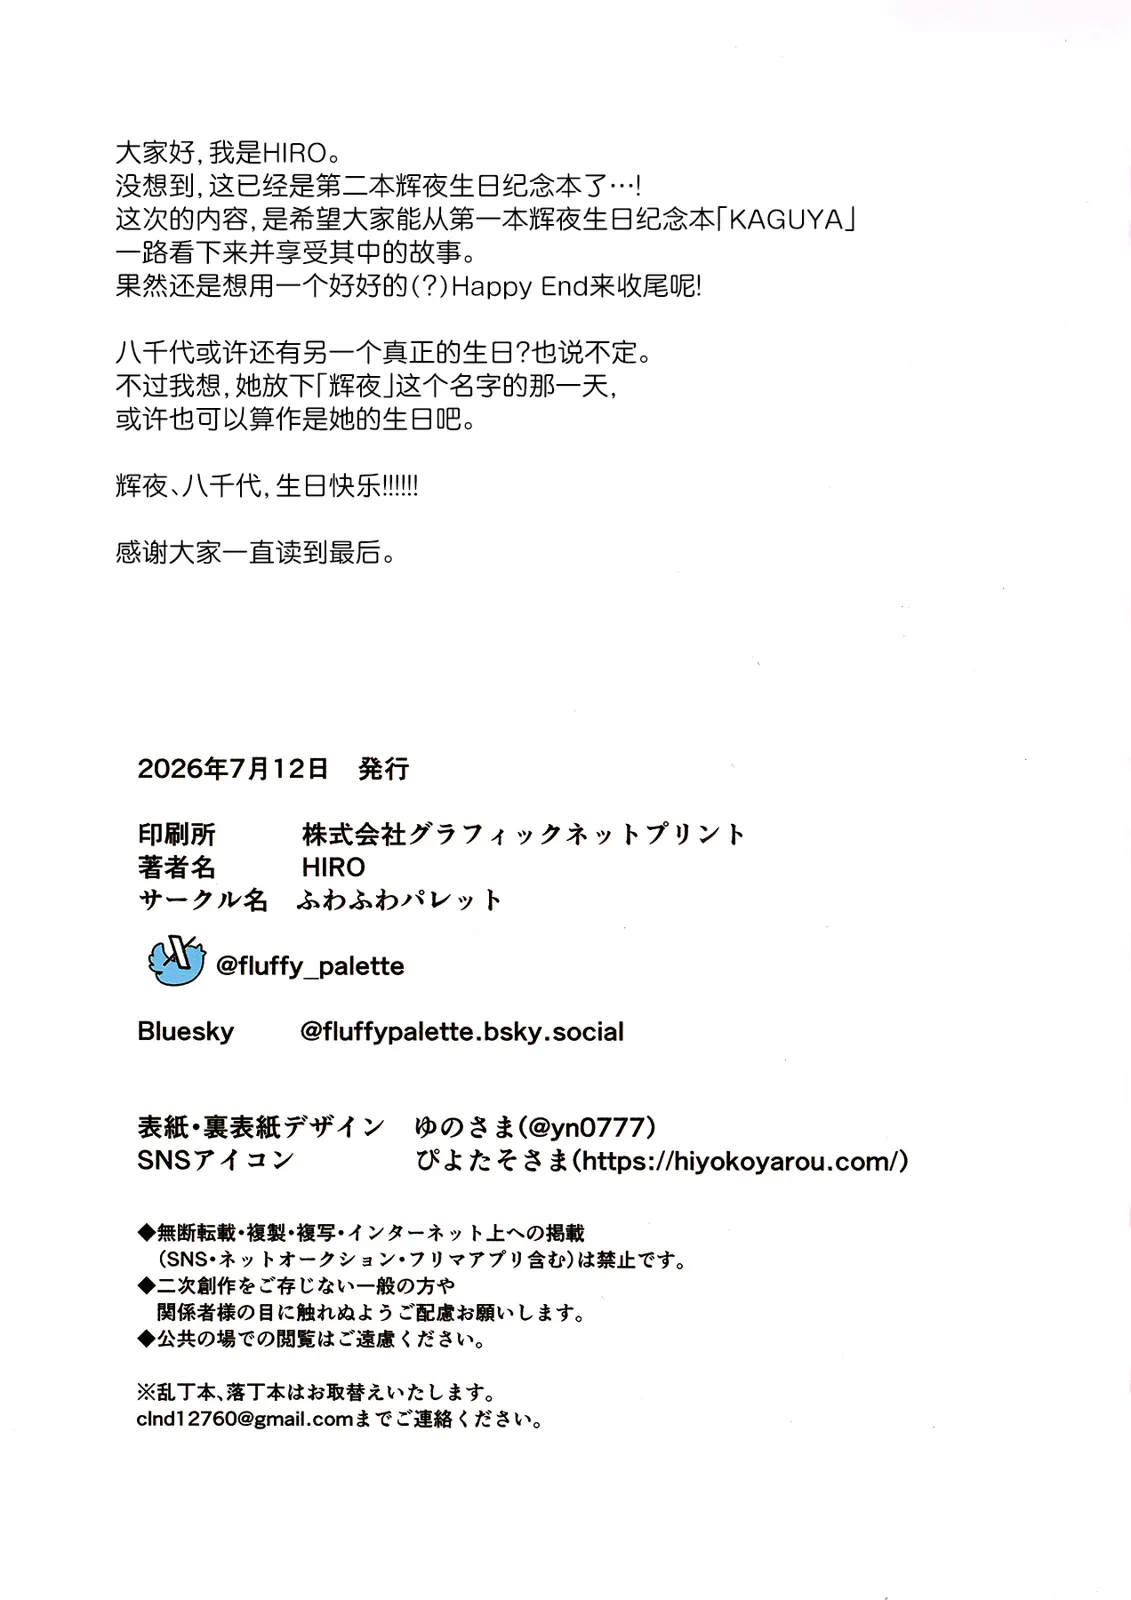 大家好,我是HIRO。
没想到,这已经是第二本辉夜生日纪念本了…!
这次的内容,是希望大家能从第一本辉夜生日纪念本「KAGUYA」
一路看下来并享受其中的故事。
果然还是想用一个好好的(?)Happy End来收尾呢!
八千代或许还有另一个真正的生日?也说不定。
不过我想,她放下「辉夜」这个名字的那一天,
或许也可以算作是她的生日吧。
辉夜、八千代,生日快乐!!!!!!
感谢大家一直读到最后。
2026年7月12日　発行
印刷所　株式会社グラフィックネットプリント
著者名　HIRO
サークル名　ふわふわパレット
@fluffy_palette
Bluesky　@fluffypalette.bsky.social
表紙・裏表紙デザイン　ゆのさま(@yn0777)
SNSアイコン　ぴよたそさま(https://hiyokoyarou.com/)
◆無断転載・複製・複写・インターネット上への掲載
(SNS・ネットオークション・フリマアプリ含む)は禁止です。
◆二次創作をご存じない一般の方や
関係者様の目に触れぬようご配慮お願いします。
◆公共の場での閲覧はご遠慮ください。
※乱丁本、落丁本はお取替えいたします。
clnd12760@gmail.comまでご連絡ください。